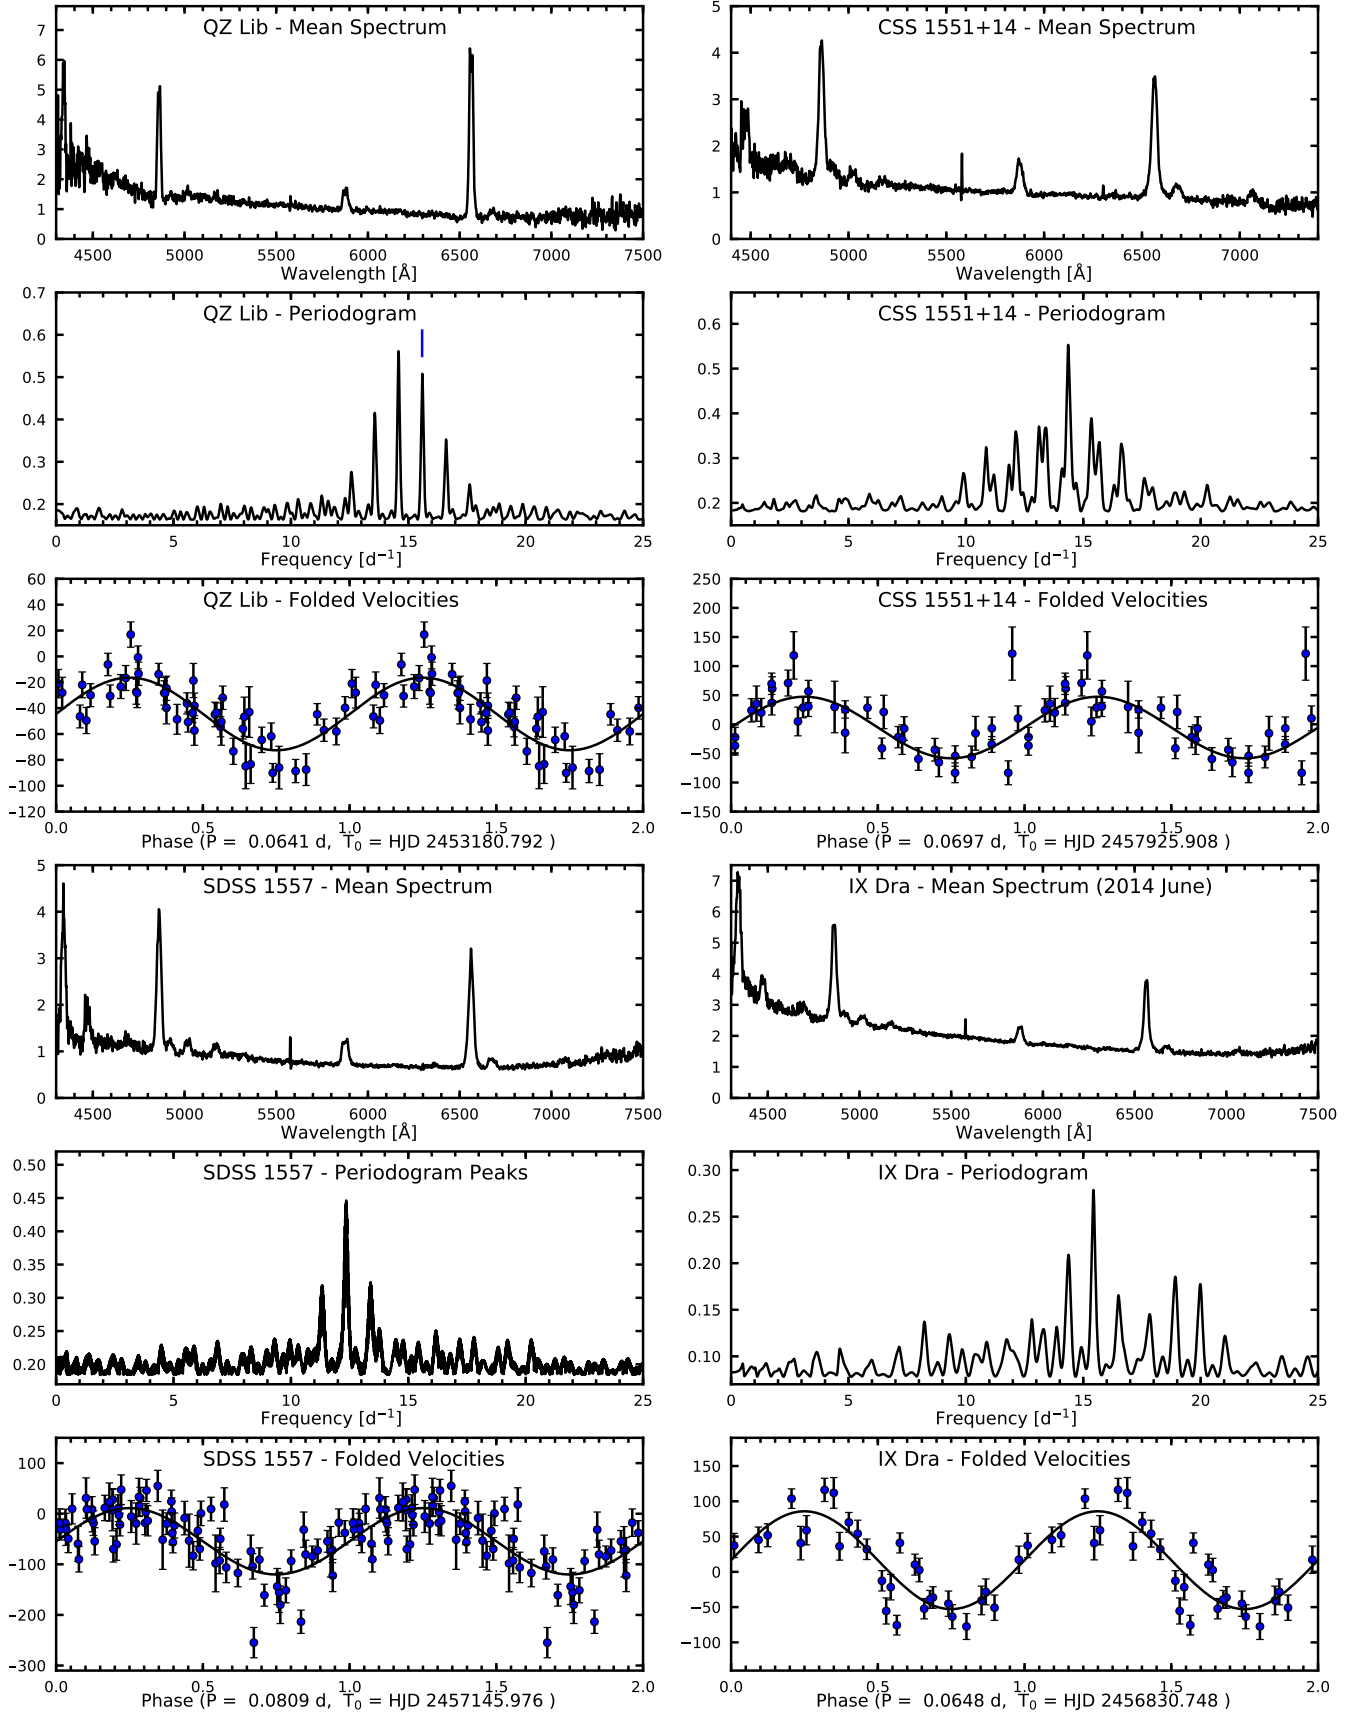 QZ Lib - Mean Spectrum
7
6
5
4
3
2
1
0
4500 5000 5500 6000 6500 7000 7500
Wavelength [Å]
CSS 1551+14 - Mean Spectrum
5
4
3
2
1
0
4500 5000 5500 6000 6500 7000
Wavelength [Å]
QZ Lib - Periodogram
0.7
0.6
0.5
0.4
0.3
0.2
0 5 10 15 20 25
Frequency [d⁻¹]
CSS 1551+14 - Periodogram
0.6
0.5
0.4
0.3
0.2
0 5 10 15 20 25
Frequency [d⁻¹]
QZ Lib - Folded Velocities
60
40
20
0
−20
−40
−60
−80
−100
−120
0.0 0.5 1.0 1.5 2.0
Phase (P = 0.0641 d, T₀ = HJD 2453180.792 )
CSS 1551+14 - Folded Velocities
250
200
150
100
50
0
−50
−100
−150
0.0 0.5 1.0 1.5 2.0
Phase (P = 0.0697 d, T₀ = HJD 2457925.908 )
SDSS 1557 - Mean Spectrum
5
4
3
2
1
0
4500 5000 5500 6000 6500 7000 7500
Wavelength [Å]
IX Dra - Mean Spectrum (2014 June)
7
6
5
4
3
2
1
0
4500 5000 5500 6000 6500 7000 7500
Wavelength [Å]
SDSS 1557 - Periodogram Peaks
0.50
0.45
0.40
0.35
0.30
0.25
0.20
0 5 10 15 20 25
Frequency [d⁻¹]
IX Dra - Periodogram
0.30
0.25
0.20
0.15
0.10
0 5 10 15 20 25
Frequency [d⁻¹]
SDSS 1557 - Folded Velocities
100
0
−100
−200
−300
0.0 0.5 1.0 1.5 2.0
Phase (P = 0.0809 d, T₀ = HJD 2457145.976 )
IX Dra - Folded Velocities
150
100
50
0
−50
−100
0.0 0.5 1.0 1.5 2.0
Phase (P = 0.0648 d, T₀ = HJD 2456830.748 )